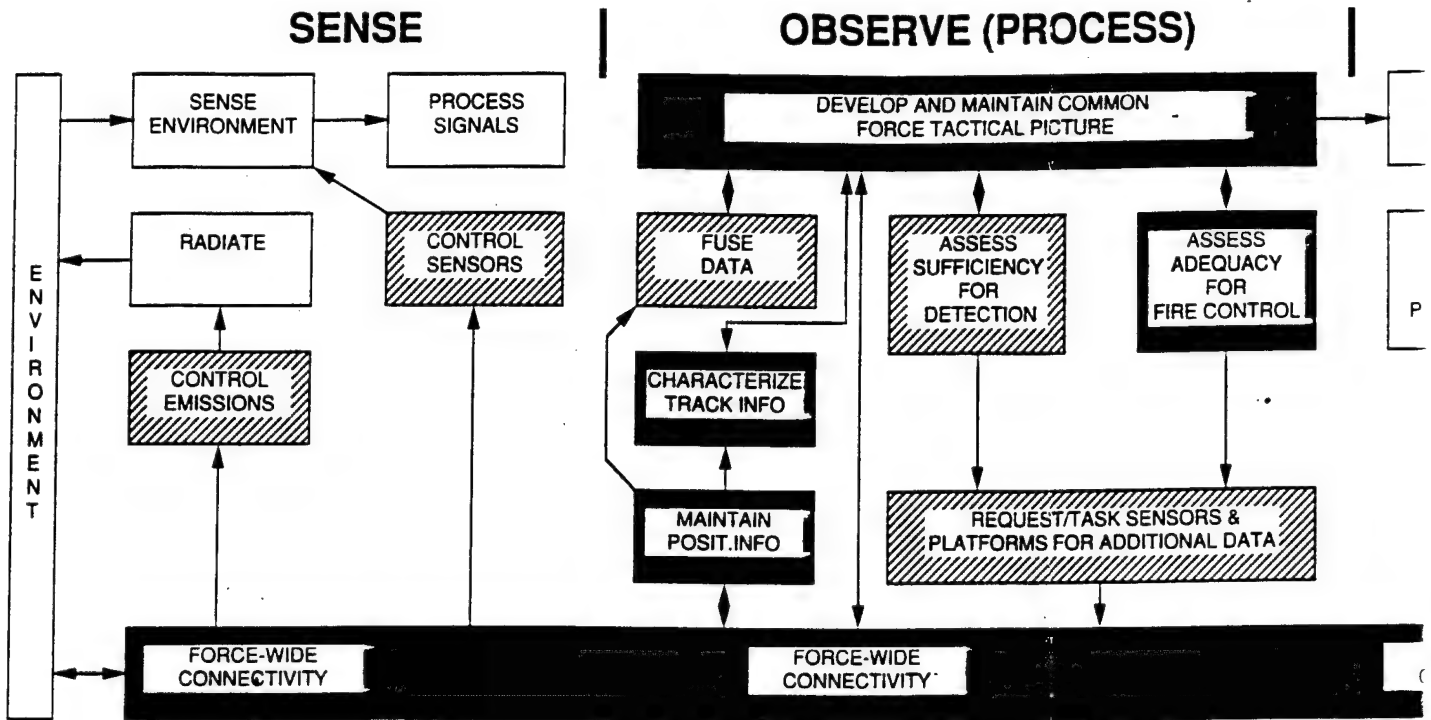 SENSE
OBSERVE (PROCESS)
SENSE
ENVIRONMENT
PROCESS
SIGNALS
DEVELOP AND MAINTAIN COMMON
FORCE TACTICAL PICTURE
RADIATE
CONTROL
SENSORS
FUSE
DATA
ASSESS
SUFFICIENCY
FOR
DETECTION
ASSESS
ADEQUACY
FOR
FIRE CONTROL
P
ENVIRONMENT
CONTROL
EMISSIONS
CHARACTERIZE
TRACK INFO
MAINTAIN
POSIT.INFO
REQUEST/TASK SENSORS &
PLATFORMS FOR ADDITIONAL DATA
FORCE-WIDE
CONNECTIVITY
FORCE-WIDE
CONNECTIVITY